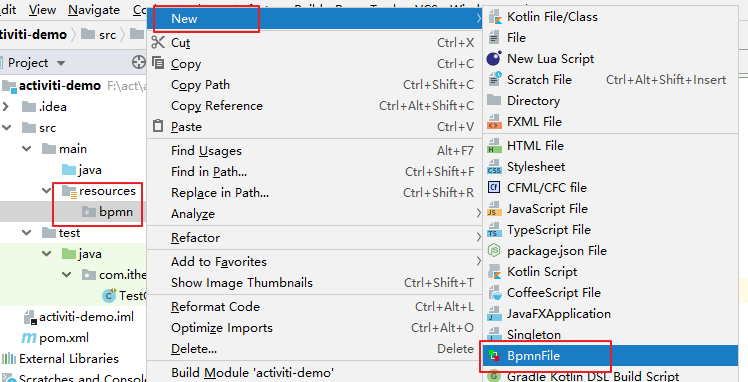 dit
View
activiti-demo
src
Project
activiti-demo F:\act\a
.idea
src
main
java
resources
bpmn
test
java
com.ithe
TestC
activiti-demo.iml
pom.xml
External Libraries
Scratches and Consol
New
Cut Ctrl+X
Copy Ctrl+C
Copy Path Ctrl+Shift+C
Copy Reference Ctrl+Alt+Shift+C
Paste Ctrl+V
Find Usages Alt+F7
Find in Path... Ctrl+Shift+F
Replace in Path... Ctrl+Shift+R
Analyze
Refactor
Add to Favorites
Show Image Thumbnails Ctrl+Shift+T
Reformat Code Ctrl+Alt+L
Optimize Imports Ctrl+Alt+O
Delete... Delete
Build Module 'activiti-demo'
Kotlin File/Class
File
New Lua Script
Scratch File Ctrl+Alt+Shift+Insert
Directory
FXML File
HTML File
Stylesheet
CFML/CFC file
JavaScript File
TypeScript File
package.json File
Kotlin Script
CoffeeScript File
JavaFXApplication
Singleton
BpmnFile
Gradle Kotlin DSL Build Script